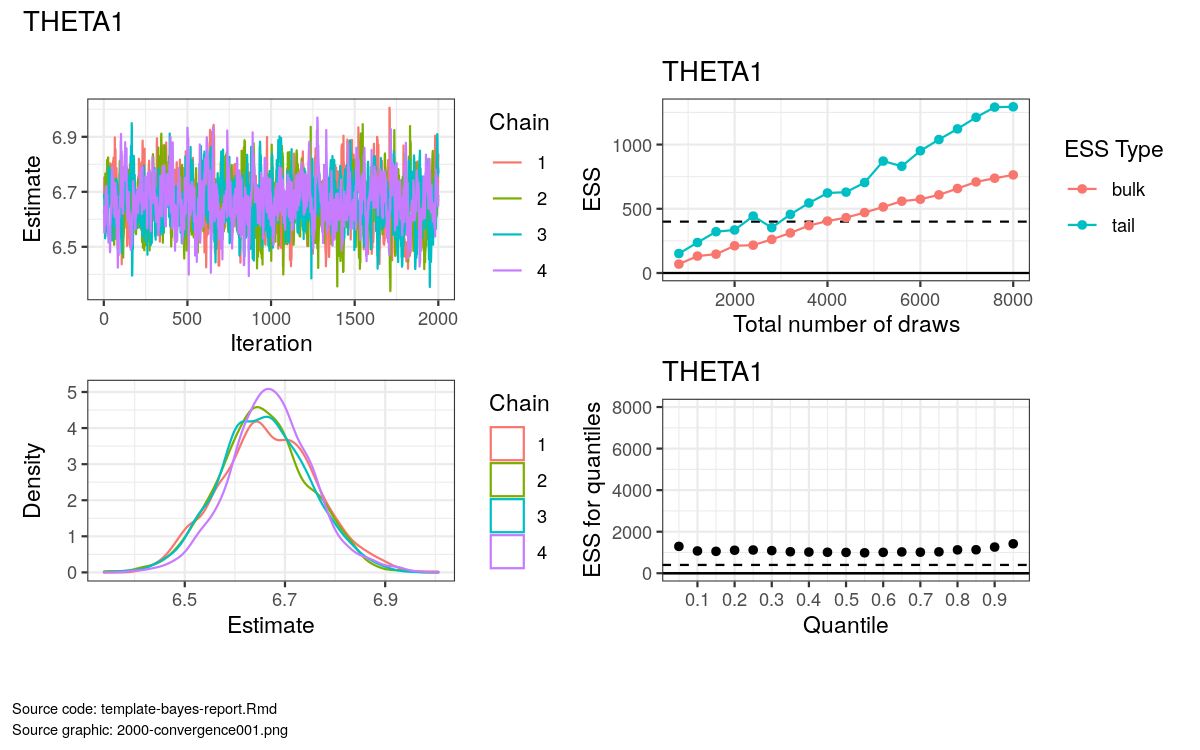 THETA1
Estimate
6.9
6.7
6.5
0 500 1000 1500 2000
Iteration
Chain
1
2
3
4
THETA1
ESS
1000
500
0
2000 4000 6000 8000
Total number of draws
ESS Type
bulk
tail
Density
5
4
3
2
1
0
6.5 6.7 6.9
Estimate
Chain
1
2
3
4
THETA1
ESS for quantiles
8000
6000
4000
2000
0
0.1 0.2 0.3 0.4 0.5 0.6 0.7 0.8 0.9
Quantile
Source code: template-bayes-report.Rmd
Source graphic: 2000-convergence001.png